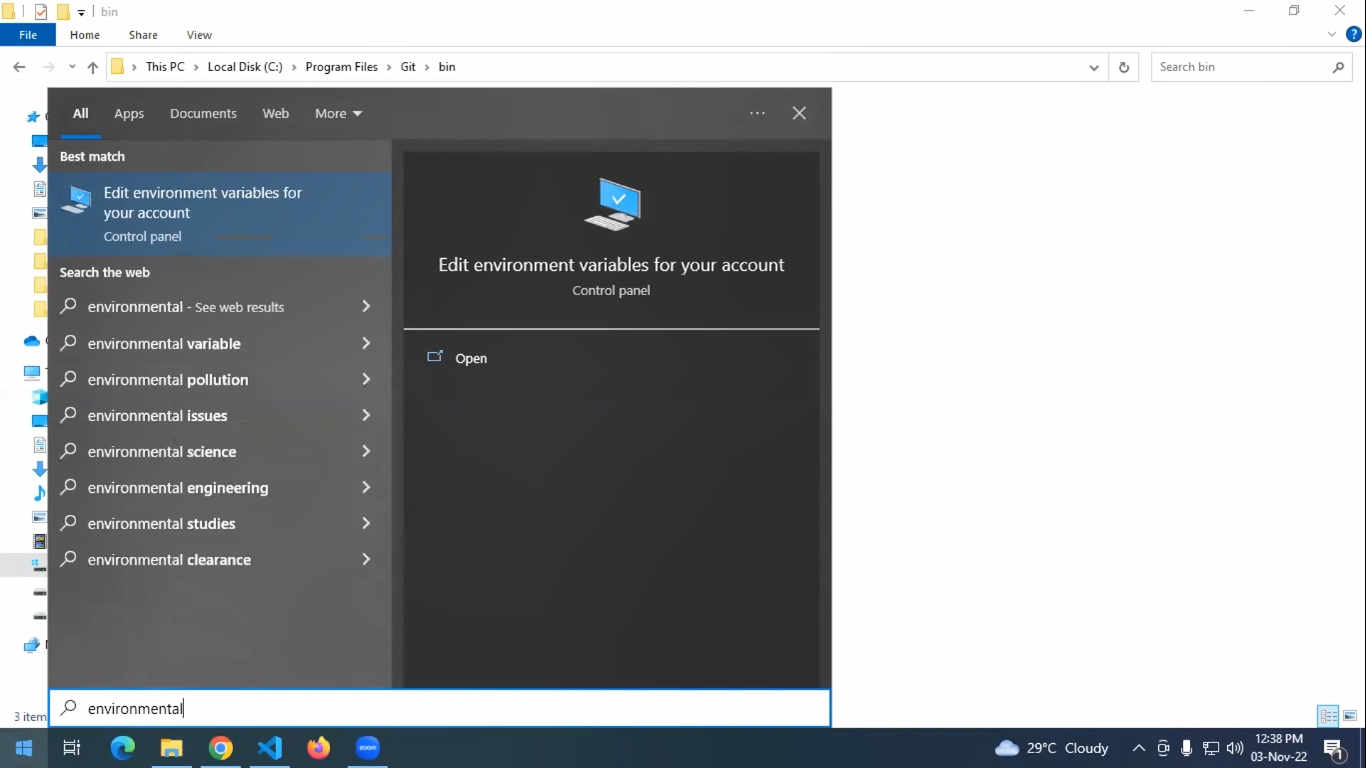 bin
File Home Share View
This PC Local Disk (C:) Program Files Git bin
Search bin
All Apps Documents Web More
Best match
Edit environment variables for
your account
Control panel
Search the web
environmental - See web results
environmental variable
environmental pollution
environmental issues
environmental science
environmental engineering
environmental studies
environmental clearance
Edit environment variables for your account
Control panel
Open
environmental
3 item
zoom
29°C Cloudy
12:38 PM
03-Nov-22
1